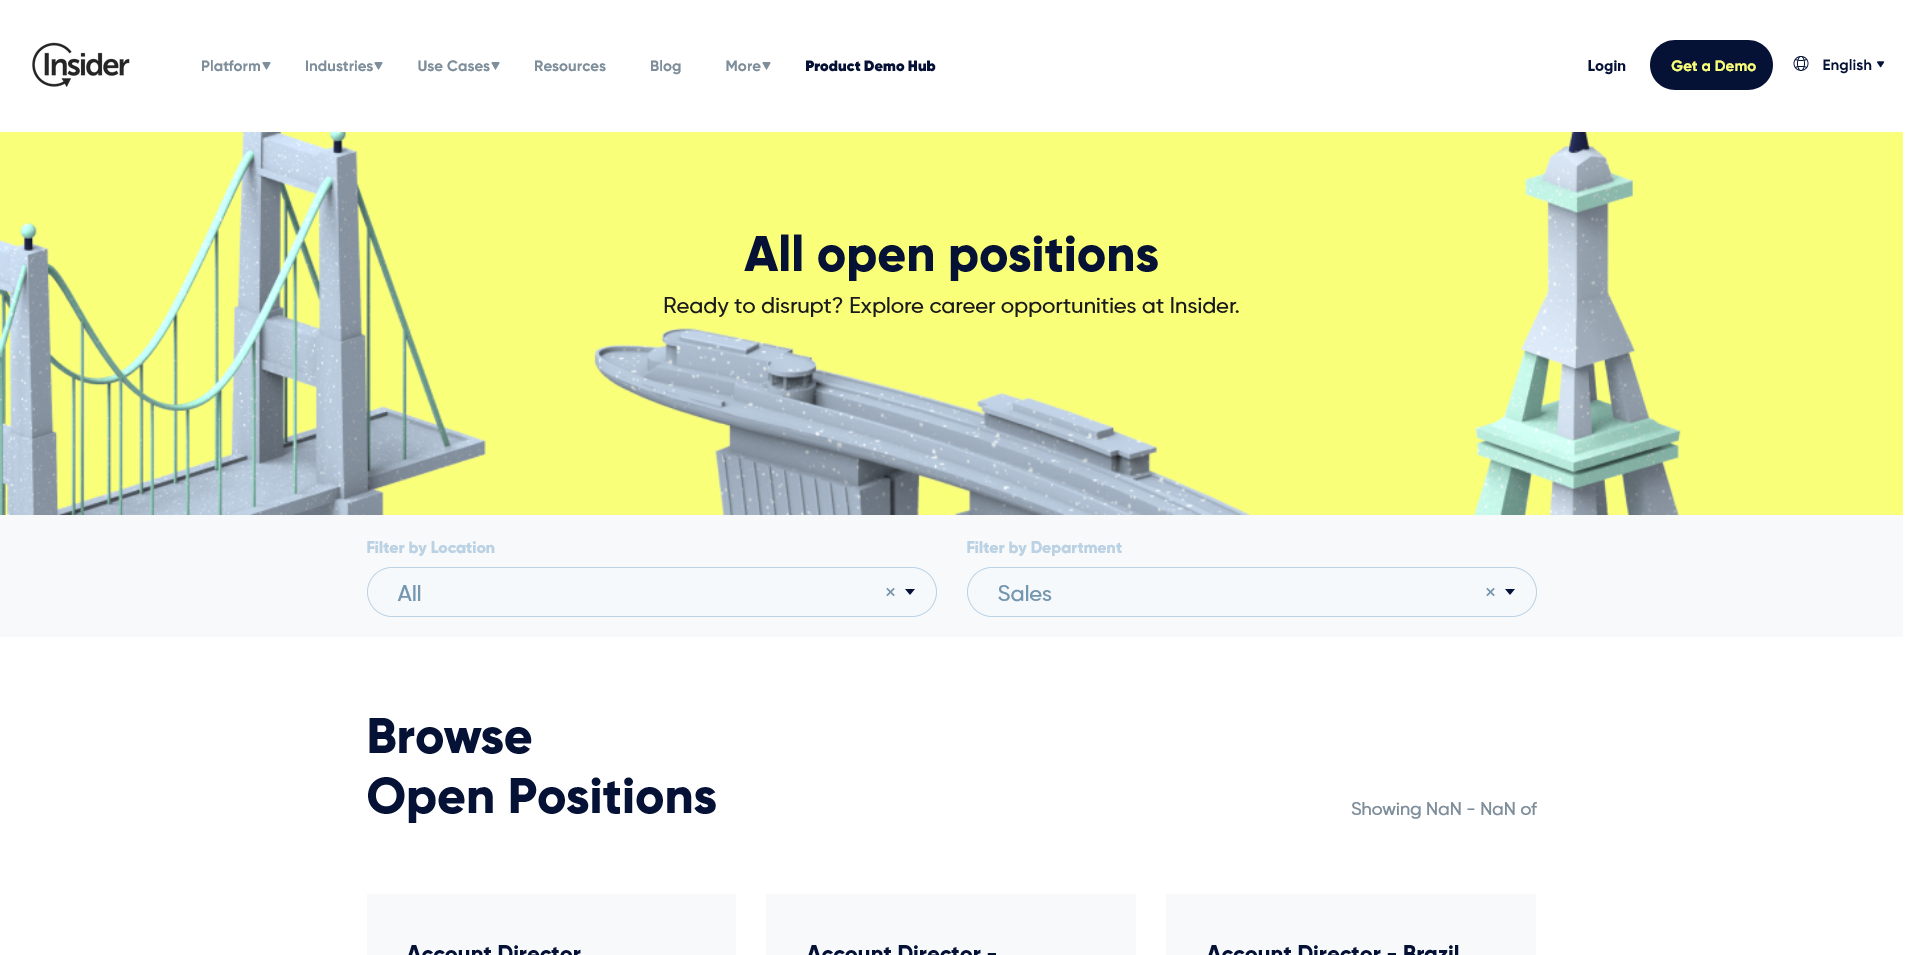 Insider
Platform▼ Industries▼ Use Cases▼ Resources Blog More▼ Product Demo Hub Login Get a Demo English ▼
All open positions
Ready to disrupt? Explore career opportunities at Insider.
Filter by Location Filter by Department
All × Sales ×
Browse
Open Positions
Showing NaN - NaN of
Account Director Account Director - Account Director - Brazil